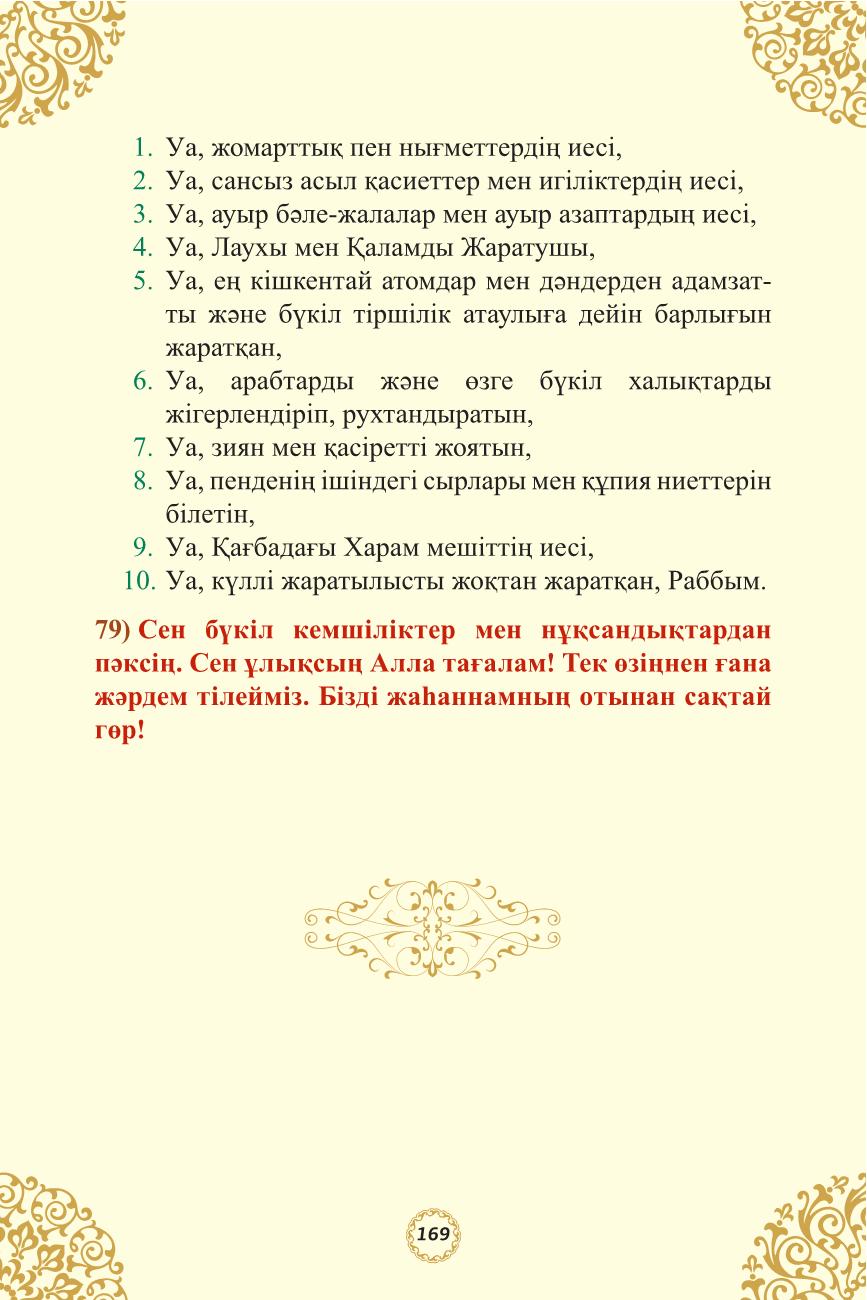 1. Уа, жомарттық пен нығметтердің иесі,
2. Уа, сансыз асыл қасиеттер мен игіліктердің иесі,
3. Уа, ауыр бәле-жалалар мен ауыр азаптардың иесі,
4. Уа, Лаухы мен Қаламды Жаратушы,
5. Уа, ең кішкентай атомдар мен дәндерден адамзат-
ты және бүкіл тіршілік атаулыға дейін барлығын
жаратқан,
6. Уа, арабтарды және өзге бүкіл халықтарды
жігерлендіріп, рухтандыратын,
7. Уа, зиян мен қасіретті жоятын,
8. Уа, пенденің ішіндегі сырлары мен құпия ниеттерін
білетін,
9. Уа, Қағбадағы Харам мешіттің иесі,
10. Уа, күллі жаратылысты жоқтан жаратқан, Раббым.
79) Сен бүкіл кемшіліктер мен нұқсандықтардан
пәксің. Сен ұлықсың Алла тағалам! Тек өзіңнен ғана
жәрдем тілейміз. Бізді жаһаннамның отынан сақтай
гөр!
169